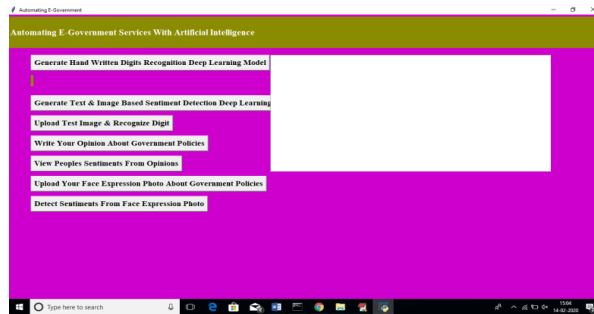 Automating E-Government
Automating E-Government Services With Artificial Intelligence
Generate Hand Written Digits Recognition Deep Learning Model
Generate Text & Image Based Sentiment Detection Deep Learning
Upload Test Image & Recognize Digit
Write Your Opinion About Government Policies
View Peoples Sentiments From Opinions
Upload Your Face Expression Photo About Government Policies
Detect Sentiments From Face Expression Photo
Type here to search
15:04
14-02-2020